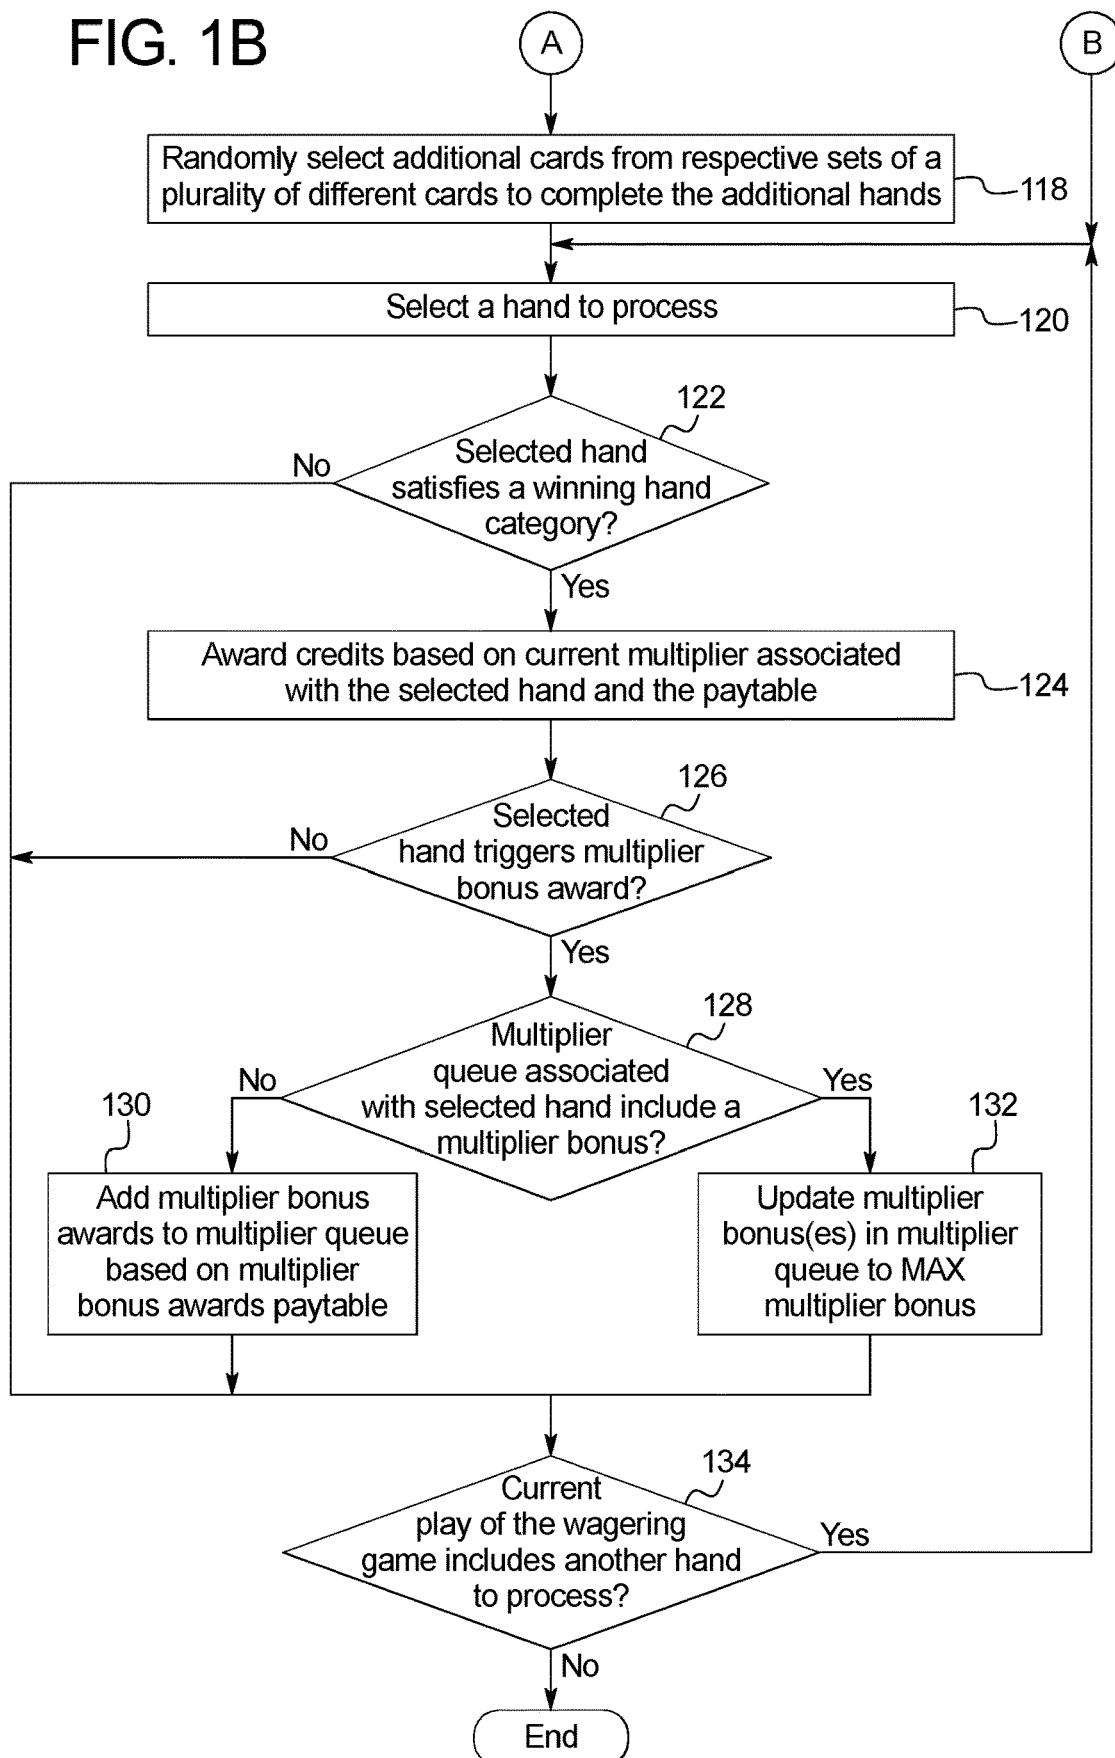 FIG. 1B
A
B
Randomly select additional cards from respective sets of a
plurality of different cards to complete the additional hands
118
Select a hand to process
120
122
No
Selected hand
satisfies a winning hand
category?
Yes
Award credits based on current multiplier associated
with the selected hand and the paytable
124
126
No
Selected
hand triggers multiplier
bonus award?
Yes
128
Multiplier
queue associated
with selected hand include a
multiplier bonus?
No
Yes
130
132
Add multiplier bonus
awards to multiplier queue
based on multiplier
bonus awards paytable
Update multiplier
bonus(es) in multiplier
queue to MAX
multiplier bonus
134
Current
play of the wagering
game includes another hand
to process?
Yes
No
End